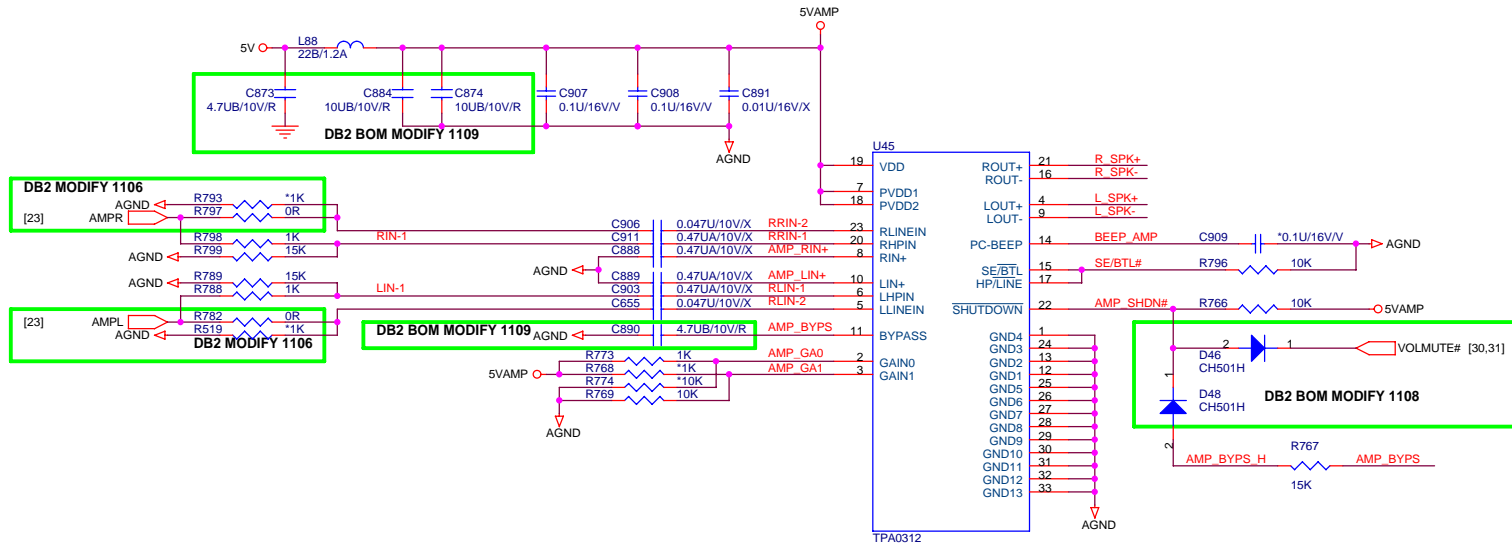 5VAMP
5V
L88
22B/1.2A
C873
4.7UB/10V/R
C884
10UB/10V/R
C874
10UB/10V/R
C907
0.1U/16V/V
C908
0.1U/16V/V
C891
0.01U/16V/X
DB2 BOM MODIFY 1109
AGND
U45
DB2 MODIFY 1106
AGND R793 *1K
[23] AMPR R797 0R
R798 1K RIN-1
AGND R799 15K
AGND R789 15K
R788 1K LIN-1
[23] AMPL R782 0R
AGND R519 *1K
DB2 MODIFY 1106
C906 0.047U/10V/X RRIN-2
C911 0.47UA/10V/X RRIN-1
C888 0.47UA/10V/X AMP_RIN+
AGND
C889 0.47UA/10V/X AMP_LIN+
C903 0.47UA/10V/X RLIN-1
C655 0.047U/10V/X RLIN-2
DB2 BOM MODIFY 1109
AGND C890 4.7UB/10V/R AMP_BYPS
R773 1K AMP_GA0
5VAMP R768 *1K AMP_GA1
R774 *10K
R769 10K
AGND
19 VDD
7 PVDD1
18 PVDD2
23 RLINEIN
20 RHPIN
8 RIN+
10 LIN+
6 LHPIN
5 LLINEIN
11 BYPASS
2 GAIN0
3 GAIN1
ROUT+ 21 R_SPK+
ROUT- 16 R_SPK-
LOUT+ 4 L_SPK+
LOUT- 9 L_SPK-
PC-BEEP 14 BEEP_AMP C909 *0.1U/16V/V AGND
SE/BTL 15 SE/BTL# R796 10K
HP/LINE 17
SHUTDOWN 22 AMP_SHDN# R766 10K 5VAMP
GND4 1
GND3 24
GND2 13
GND1 12
GND5 25
GND6 26
GND7 27
GND8 28
GND9 29
GND10 30
GND11 31
GND12 32
GND13 33
AGND
TPA0312
2 1 VOLMUTE# [30,31]
D46
CH501H
1
D48
CH501H
DB2 BOM MODIFY 1108
2
AMP_BYPS_H R767 AMP_BYPS
15K